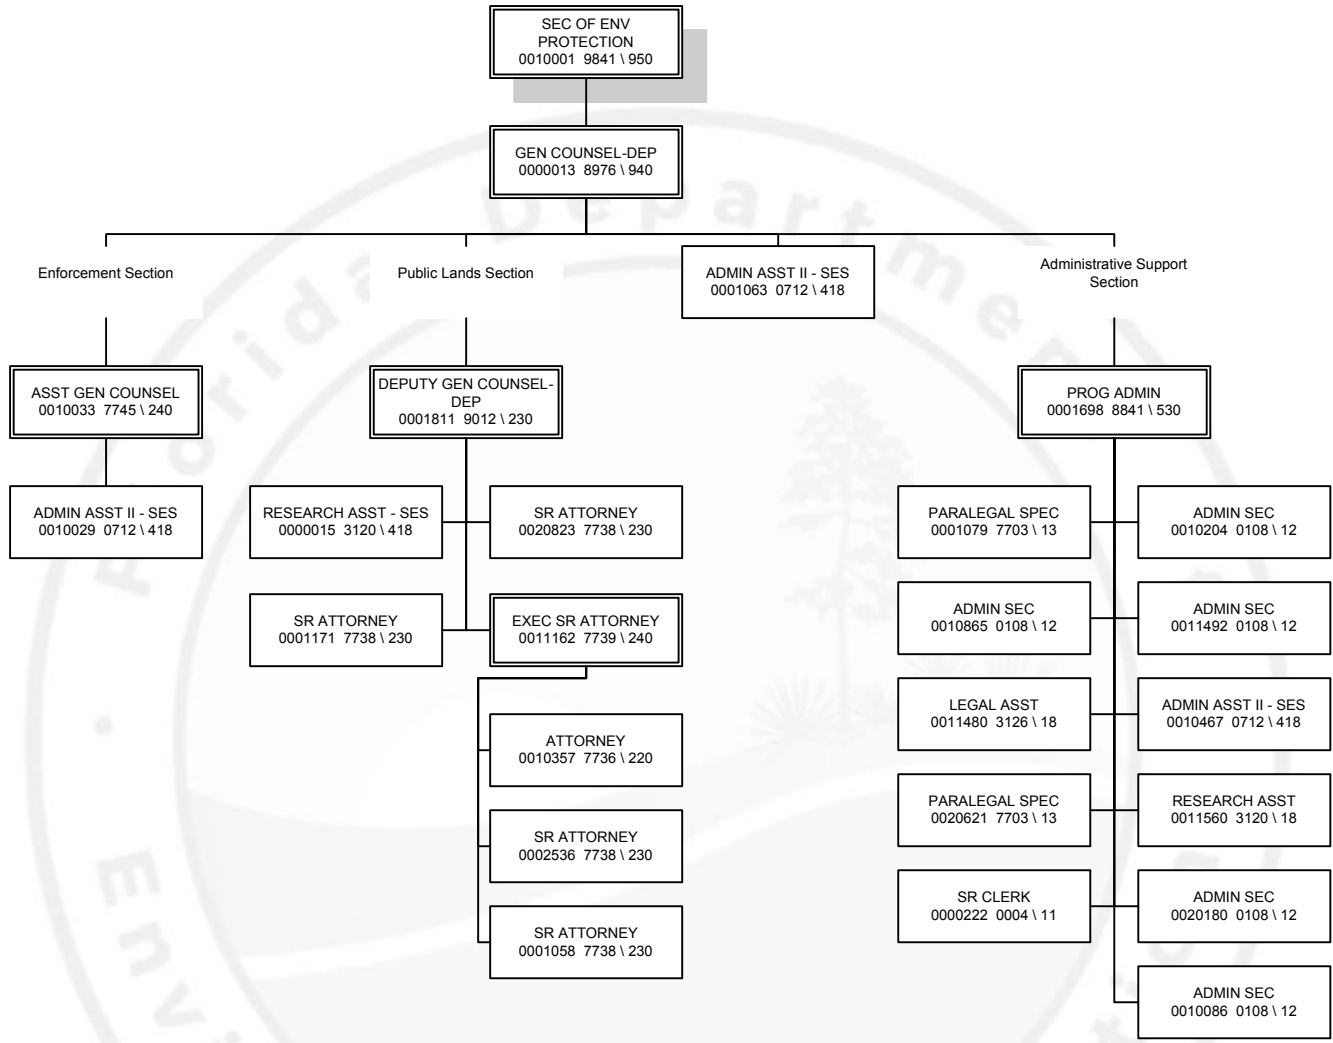 SEC OF ENV
PROTECTION
0010001 9841 \ 950
GEN COUNSEL-DEP
0000013 8976 \ 940
Enforcement Section
Public Lands Section
ADMIN ASST II - SES
0001063 0712 \ 418
Administrative Support
Section
ASST GEN COUNSEL
0010033 7745 \ 240
DEPUTY GEN COUNSEL-
DEP
0001811 9012 \ 230
PROG ADMIN
0001698 8841 \ 530
ADMIN ASST II - SES
0010029 0712 \ 418
RESEARCH ASST - SES
0000015 3120 \ 418
SR ATTORNEY
0020823 7738 \ 230
PARALEGAL SPEC
0001079 7703 \ 13
ADMIN SEC
0010204 0108 \ 12
SR ATTORNEY
0001171 7738 \ 230
EXEC SR ATTORNEY
0011162 7739 \ 240
ADMIN SEC
0010865 0108 \ 12
ADMIN SEC
0011492 0108 \ 12
ATTORNEY
0010357 7736 \ 220
LEGAL ASST
0011480 3126 \ 18
ADMIN ASST II - SES
0010467 0712 \ 418
SR ATTORNEY
0002536 7738 \ 230
PARALEGAL SPEC
0020621 7703 \ 13
RESEARCH ASST
0011560 3120 \ 18
SR ATTORNEY
0001058 7738 \ 230
SR CLERK
0000222 0004 \ 11
ADMIN SEC
0020180 0108 \ 12
ADMIN SEC
0010086 0108 \ 12
Florida Department